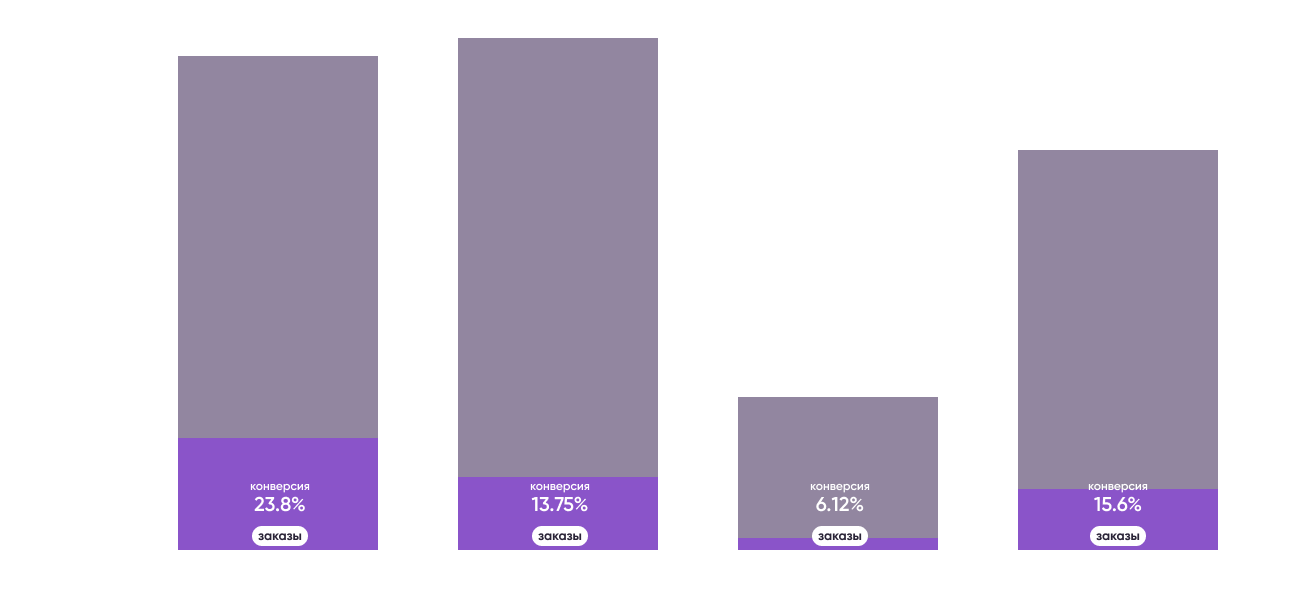 конверсия
23.8%
заказы
конверсия
13.75%
заказы
конверсия
6.12%
заказы
конверсия
15.6%
заказы